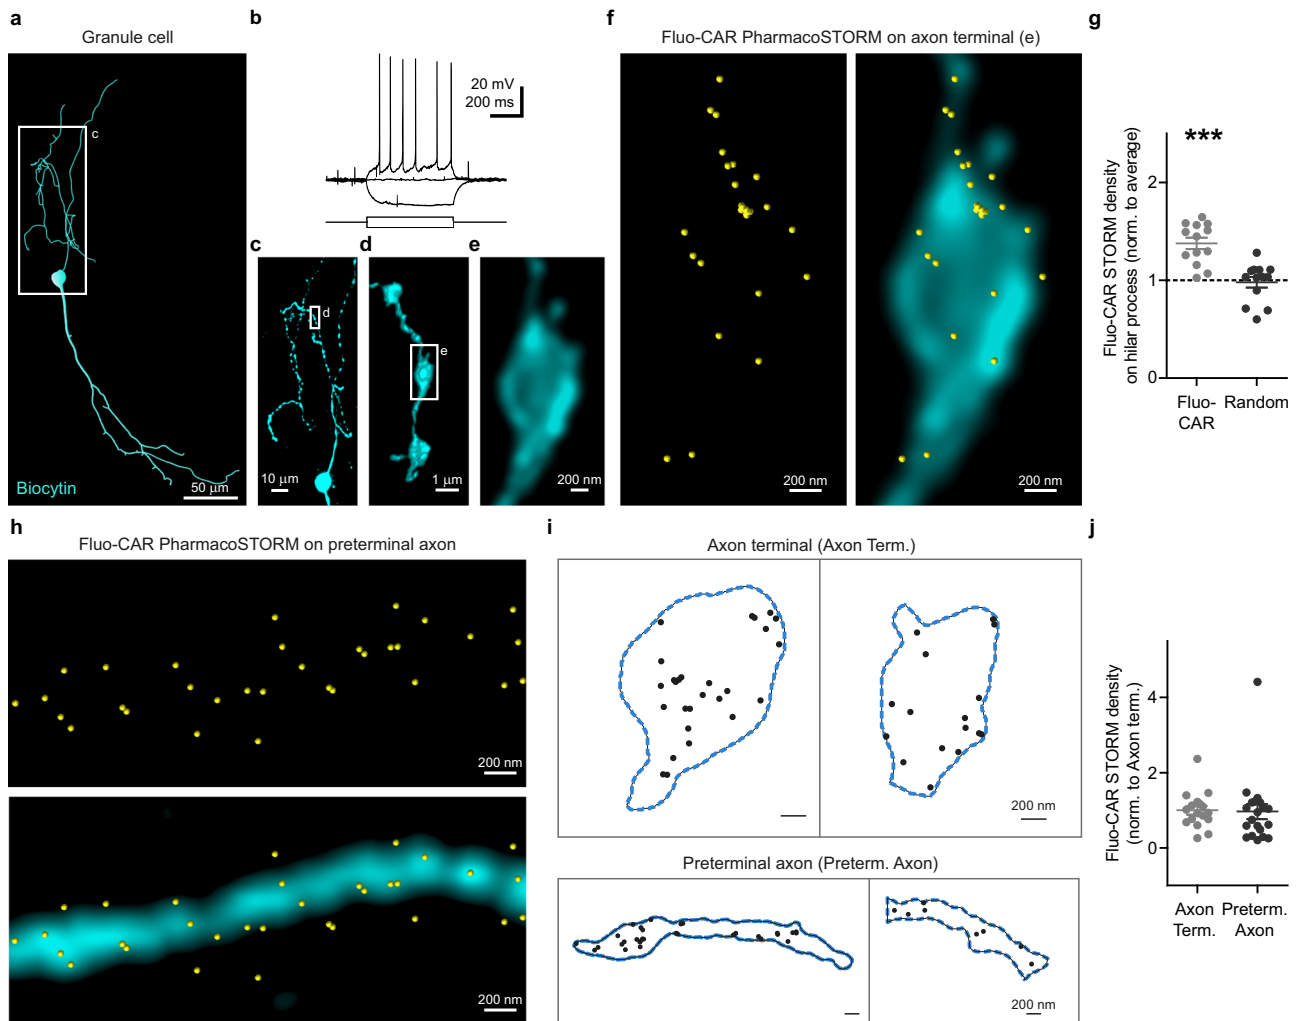 a
Granule cell
c
Biocytin
50 µm
b
20 mV
200 ms
c
d
10 µm
d
e
1 µm
e
200 nm
f
Fluo-CAR PharmacoSTORM on axon terminal (e)
200 nm
200 nm
g
***
Fluo-CAR STORM density
on hilar process (norm. to average)
2
1
0
Fluo-
CAR
Random
h
Fluo-CAR PharmacoSTORM on preterminal axon
200 nm
200 nm
i
Axon terminal (Axon Term.)
200 nm
Preterminal axon (Preterm. Axon)
200 nm
j
Fluo-CAR STORM density
(norm. to Axon term.)
4
2
0
Axon
Term.
Preterm.
Axon